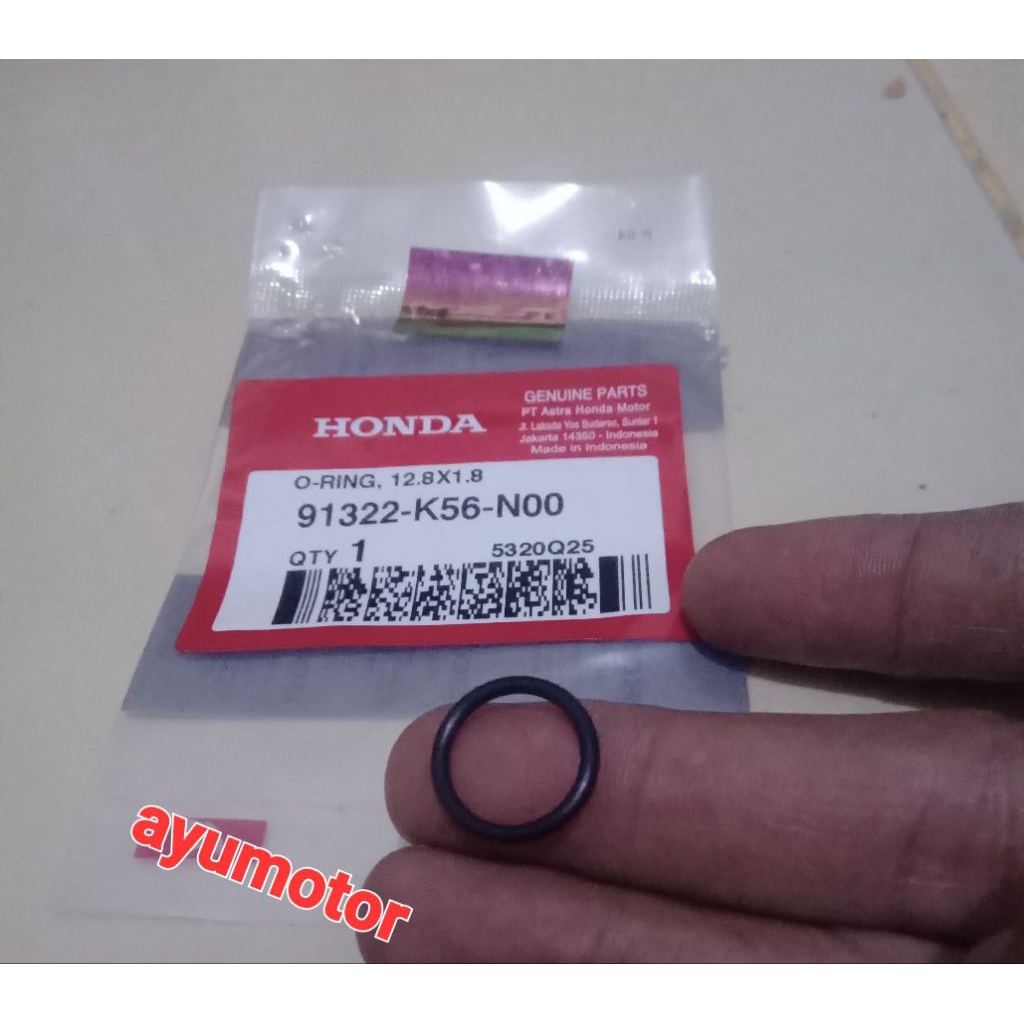 GENUINE PARTS
PT Astra Honda Motor
Jl. Laksda Yos Sudarso, Sunter 1
Jakarta 14350 - Indonesia
Made in Indonesia
HONDA
O-RING, 12.8X1.8
91322-K56-N00
QTY 1
5320Q25
ayumotor